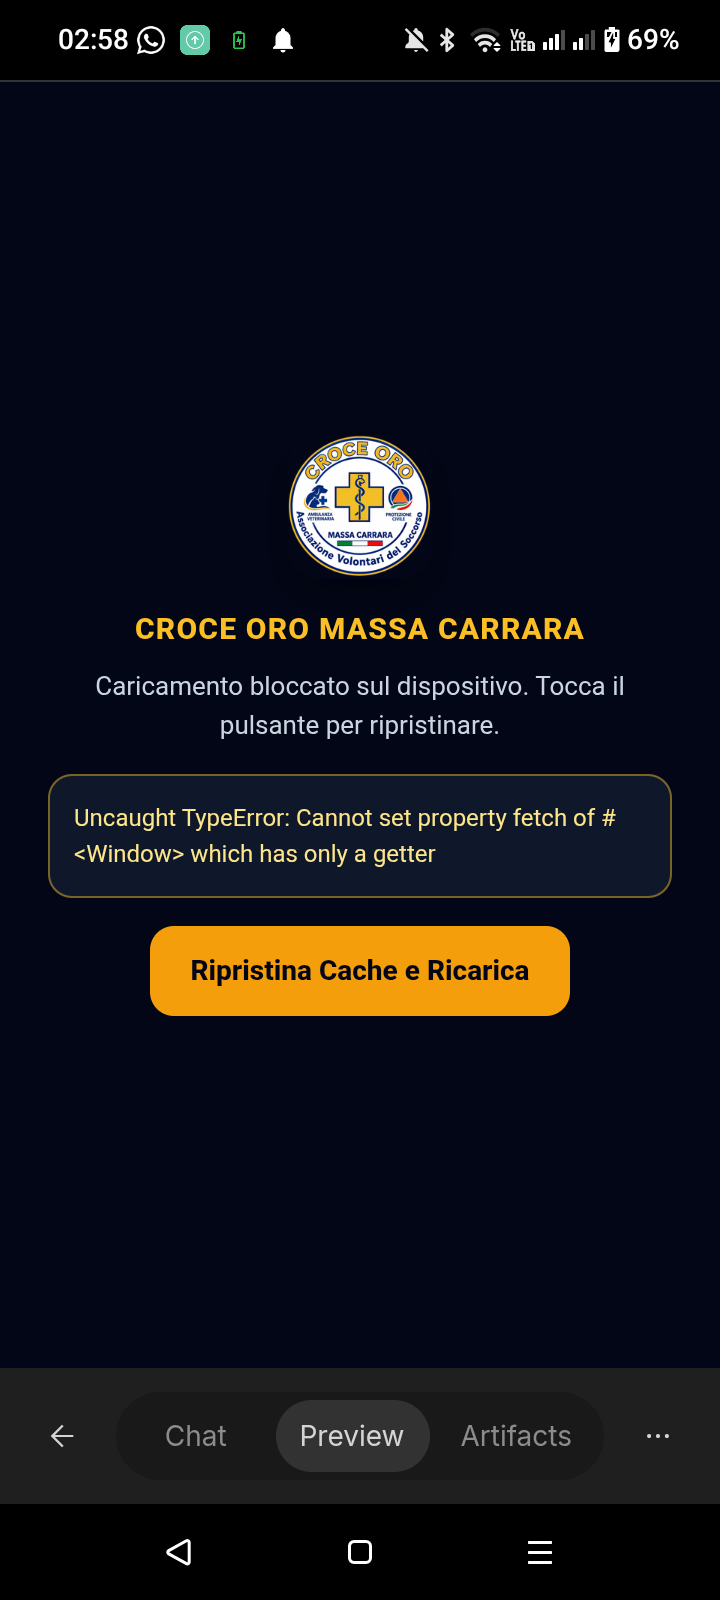 02:58
Vo
LTED
69%
CROCE ORO
AMBULANZA
VETERINARIA
PROTEZIONE
CIVILE
MASSA CARRARA
Associazione Volontari del Soccorso
CROCE ORO MASSA CARRARA
Caricamento bloccato sul dispositivo. Tocca il
pulsante per ripristinare.
Uncaught TypeError: Cannot set property fetch of #
<Window> which has only a getter
Ripristina Cache e Ricarica
Chat
Preview
Artifacts